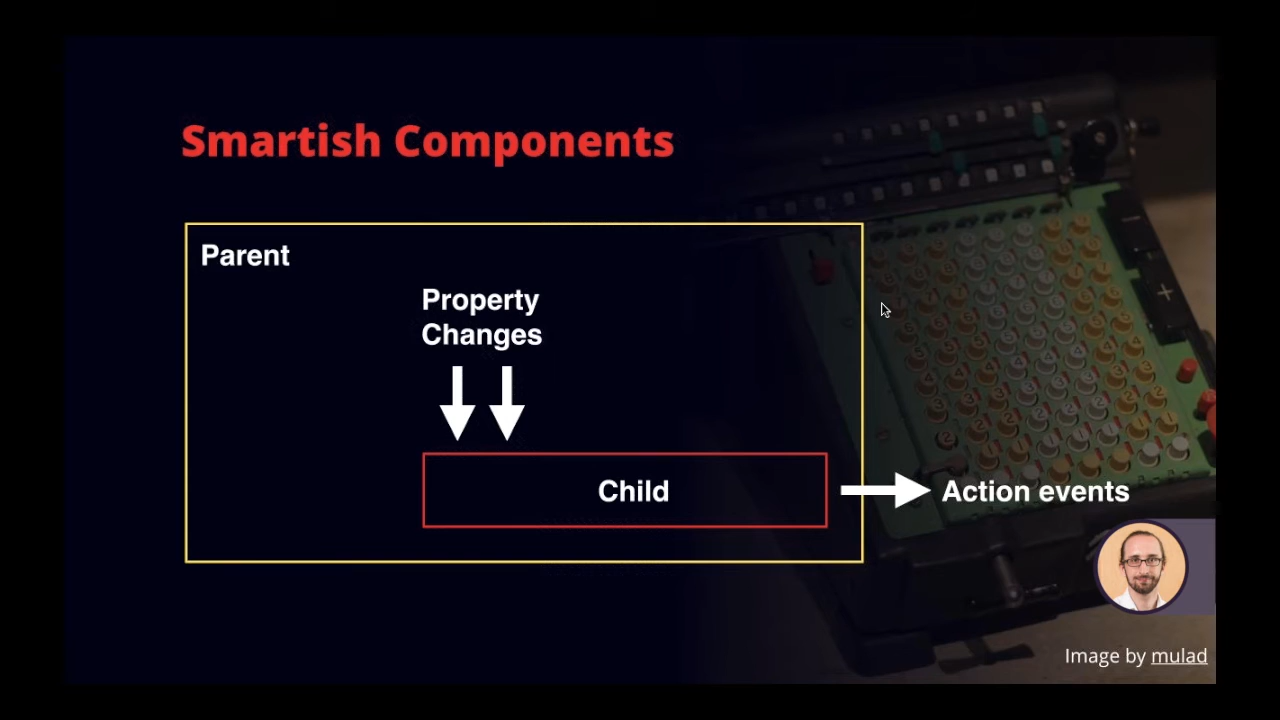 Smartish Components
Parent
Property
Changes
Child
Action events
Image by mulad